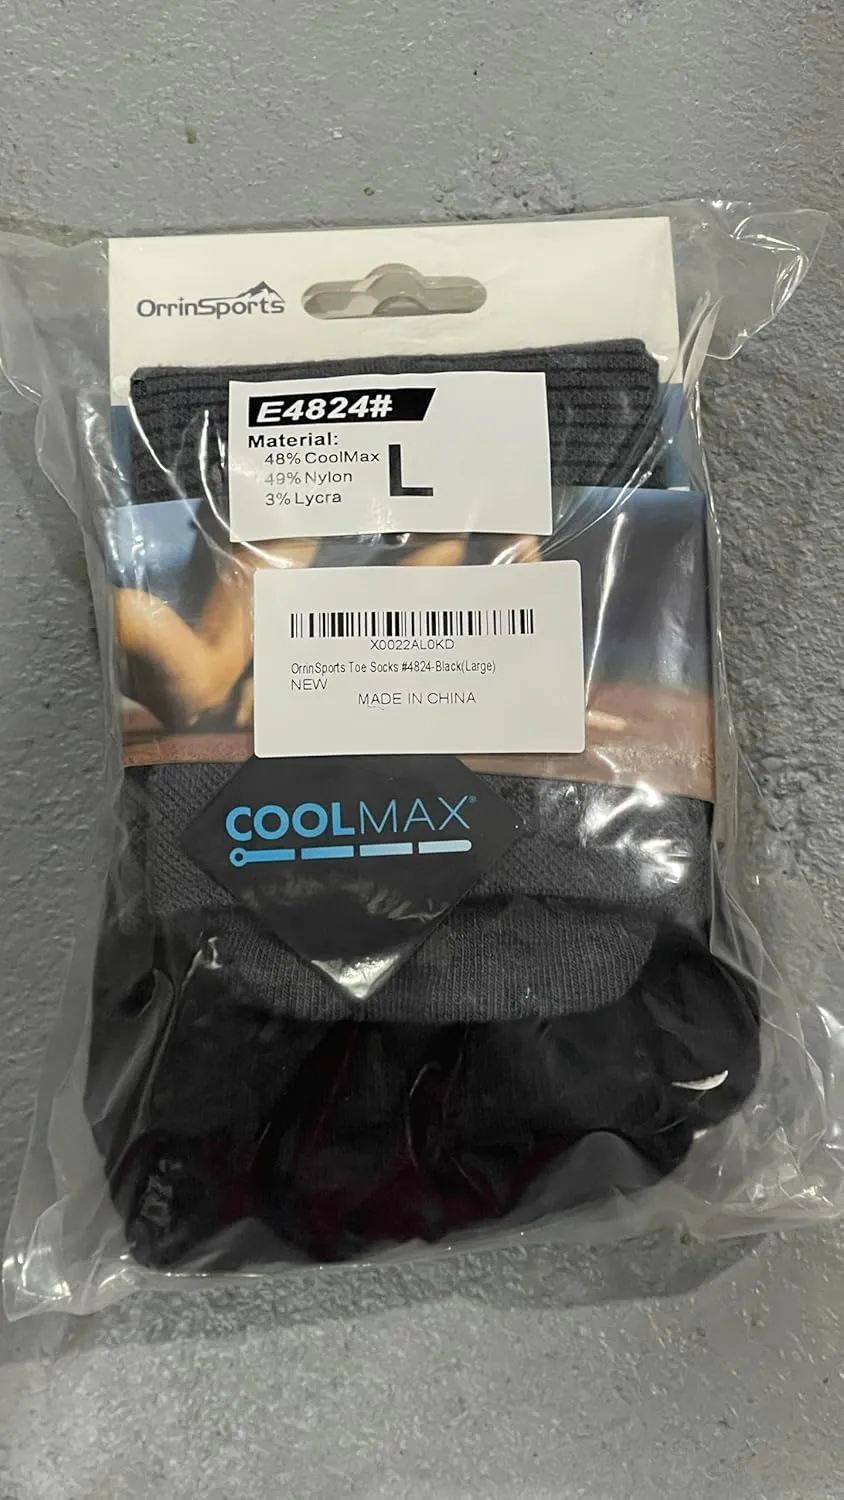 OrrinSports
E4824#
Material:
48% CoolMax
49% Nylon
3% Lycra
L
X0022AL0KD
OrrinSports Toe Socks #4824-Black(Large)
NEW
MADE IN CHINA
COOLMAX®